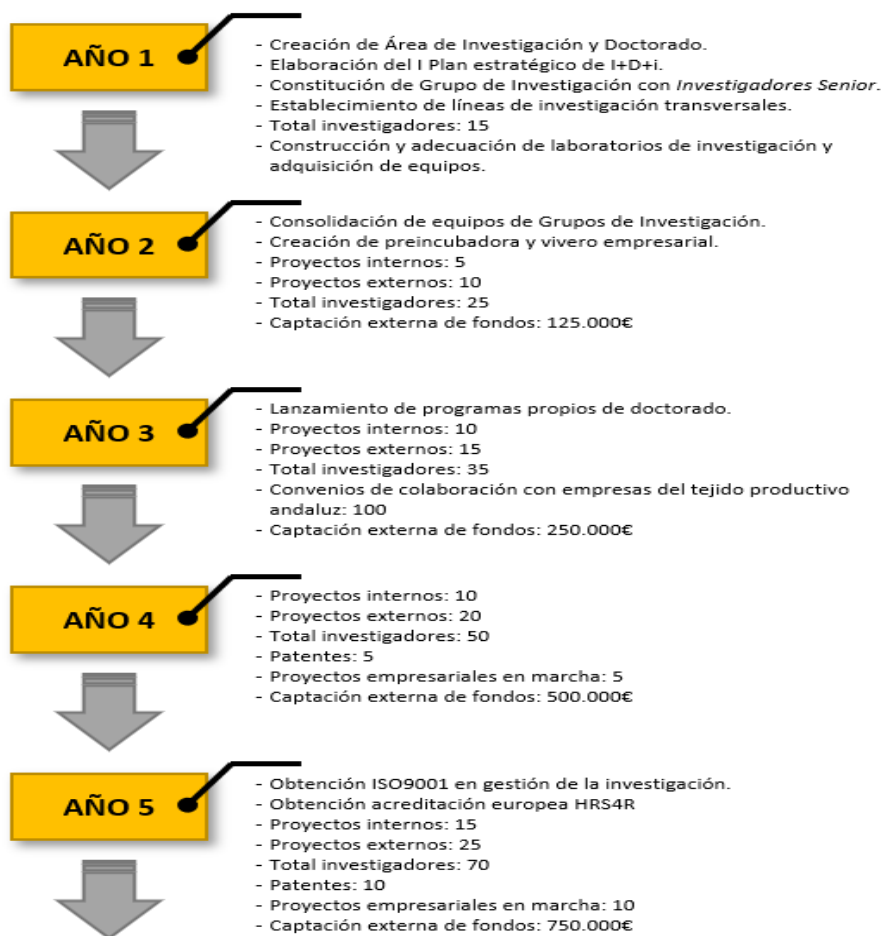 AÑO 1
- Creación de Área de Investigación y Doctorado.
- Elaboración del I Plan estratégico de I+D+i.
- Constitución de Grupo de Investigación con Investigadores Senior.
- Establecimiento de líneas de investigación transversales.
- Total investigadores: 15
- Construcción y adecuación de laboratorios de investigación y
adquisición de equipos.
AÑO 2
- Consolidación de equipos de Grupos de Investigación.
- Creación de preincubadora y vivero empresarial.
- Proyectos internos: 5
- Proyectos externos: 10
- Total investigadores: 25
- Captación externa de fondos: 125.000€
AÑO 3
- Lanzamiento de programas propios de doctorado.
- Proyectos internos: 10
- Proyectos externos: 15
- Total investigadores: 35
- Convenios de colaboración con empresas del tejido productivo
andaluz: 100
- Captación externa de fondos: 250.000€
AÑO 4
- Proyectos internos: 10
- Proyectos externos: 20
- Total investigadores: 50
- Patentes: 5
- Proyectos empresariales en marcha: 5
- Captación externa de fondos: 500.000€
AÑO 5
- Obtención ISO9001 en gestión de la investigación.
- Obtención acreditación europea HRS4R
- Proyectos internos: 15
- Proyectos externos: 25
- Total investigadores: 70
- Patentes: 10
- Proyectos empresariales en marcha: 10
- Captación externa de fondos: 750.000€